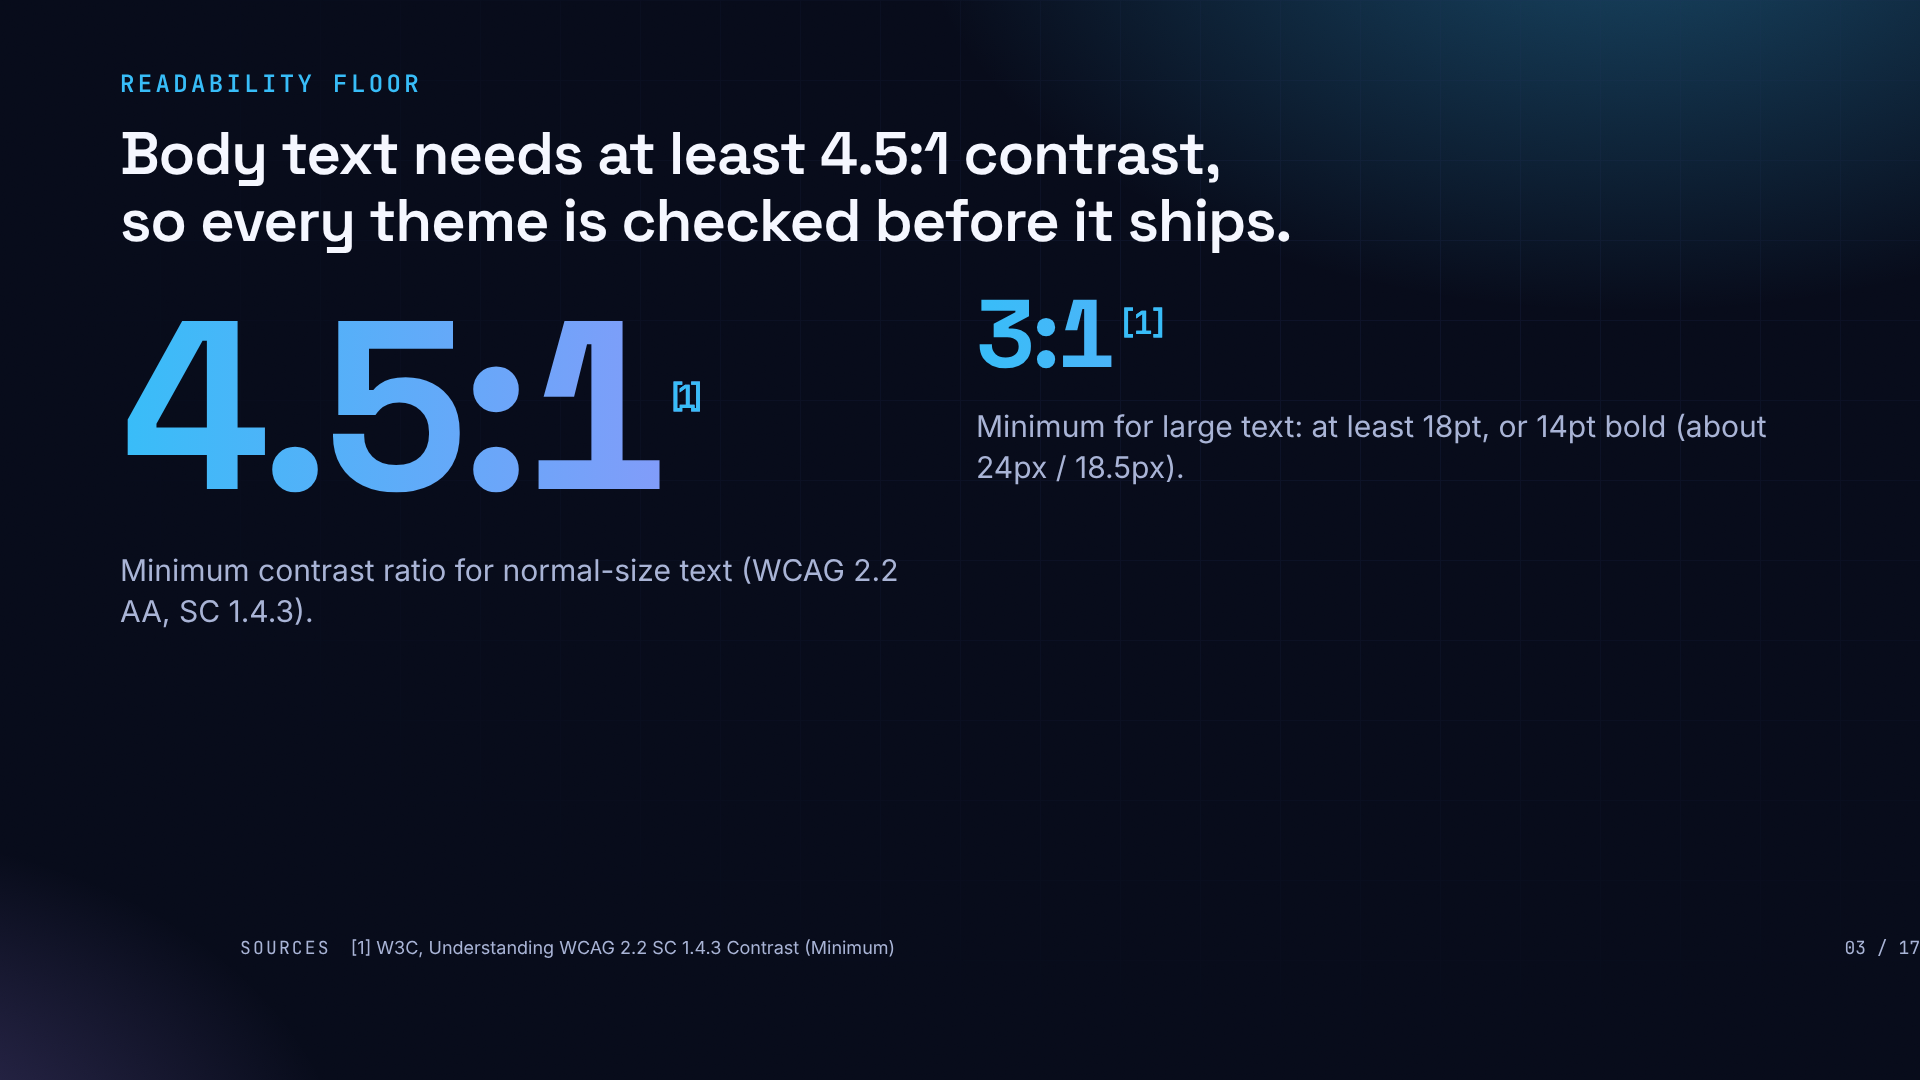 READABILITY FLOOR
Body text needs at least 4.5:1 contrast,
so every theme is checked before it ships.
4.5:1 [1]
Minimum contrast ratio for normal-size text (WCAG 2.2
AA, SC 1.4.3).
3:1 [1]
Minimum for large text: at least 18pt, or 14pt bold (about
24px / 18.5px).
SOURCES [1] W3C, Understanding WCAG 2.2 SC 1.4.3 Contrast (Minimum)
03 / 17